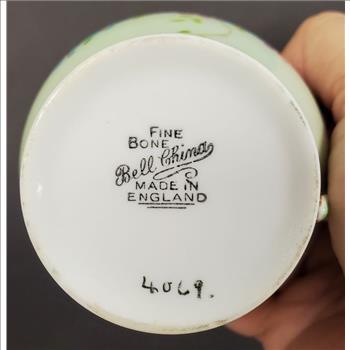 FINE
BONE
Bell China
MADE IN
ENGLAND
4069.